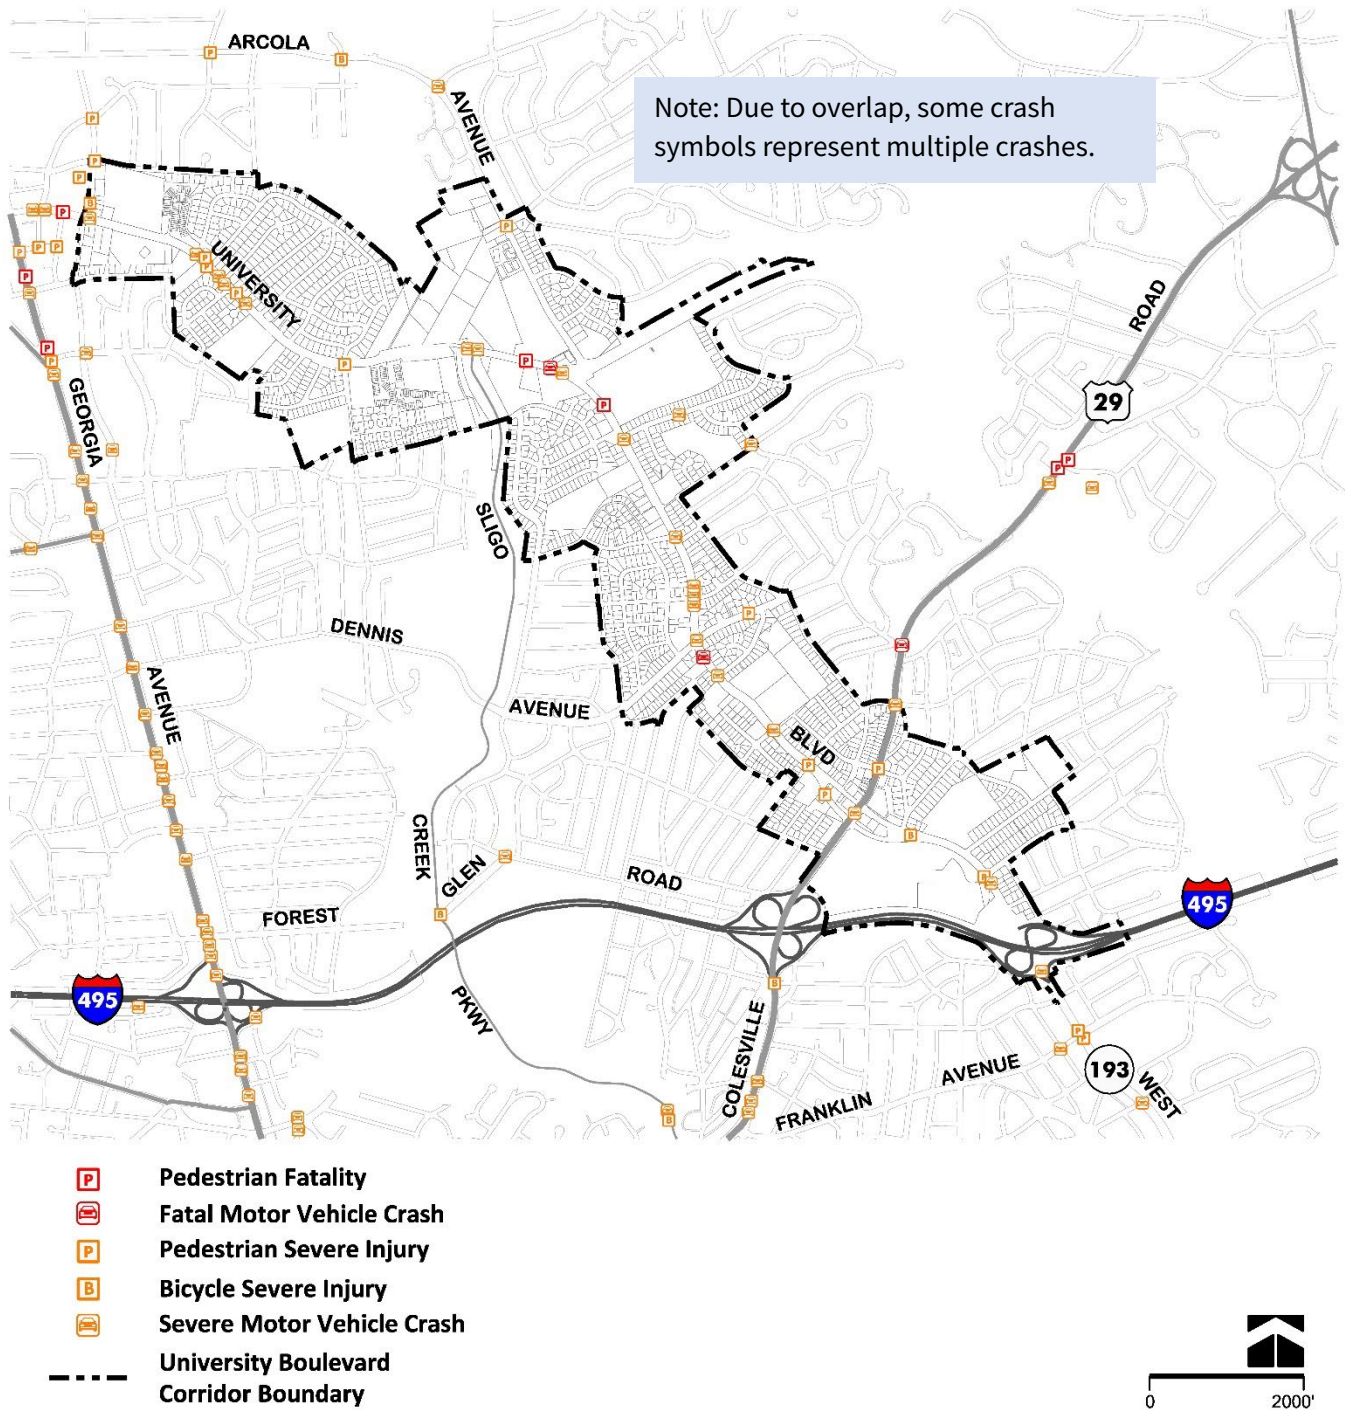 ARCOLA
AVENUE
Note: Due to overlap, some crash
symbols represent multiple crashes.
UNIVERSITY
ROAD
29
GEORGIA
SLIGO
DENNIS
AVENUE
AVENUE
BLVD
CREEK
GLEN
ROAD
FOREST
495
495
PKWY
COLESVILLE
FRANKLIN
AVENUE
193
WEST
P Pedestrian Fatality
Fatal Motor Vehicle Crash
P Pedestrian Severe Injury
B Bicycle Severe Injury
Severe Motor Vehicle Crash
University Boulevard
Corridor Boundary
0 2000'